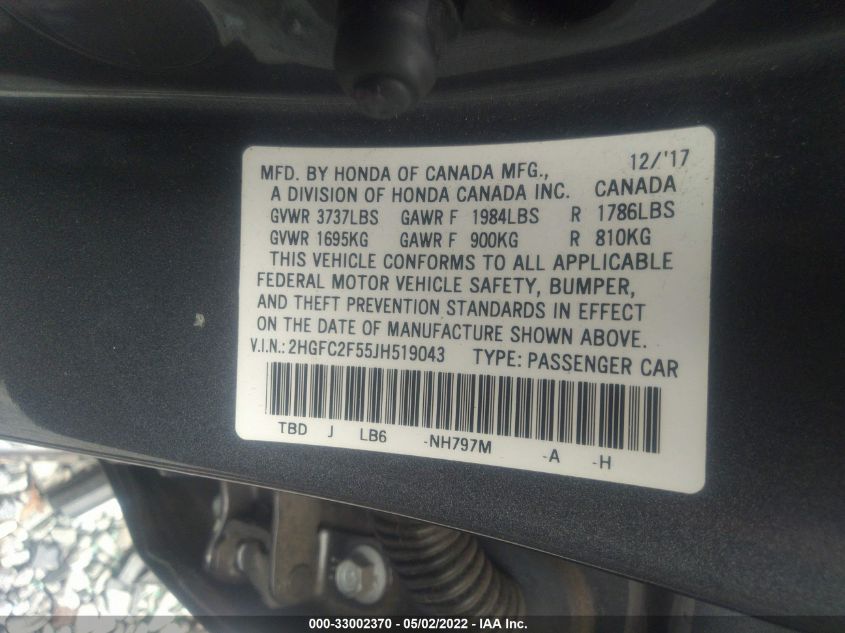 12/'17
MFD. BY HONDA OF CANADA MFG.,
A DIVISION OF HONDA CANADA INC. CANADA
GVWR 3737LBS GAWR F 1984LBS R 1786LBS
GVWR 1695KG GAWR F 900KG R 810KG
THIS VEHICLE CONFORMS TO ALL APPLICABLE
FEDERAL MOTOR VEHICLE SAFETY, BUMPER,
AND THEFT PREVENTION STANDARDS IN EFFECT
ON THE DATE OF MANUFACTURE SHOWN ABOVE.
V.I.N.: 2HGFC2F55JH519043 TYPE: PASSENGER CAR
TBD J LB6 -NH797M -A -H
000-33002370 - 05/02/2022 - IAA Inc.